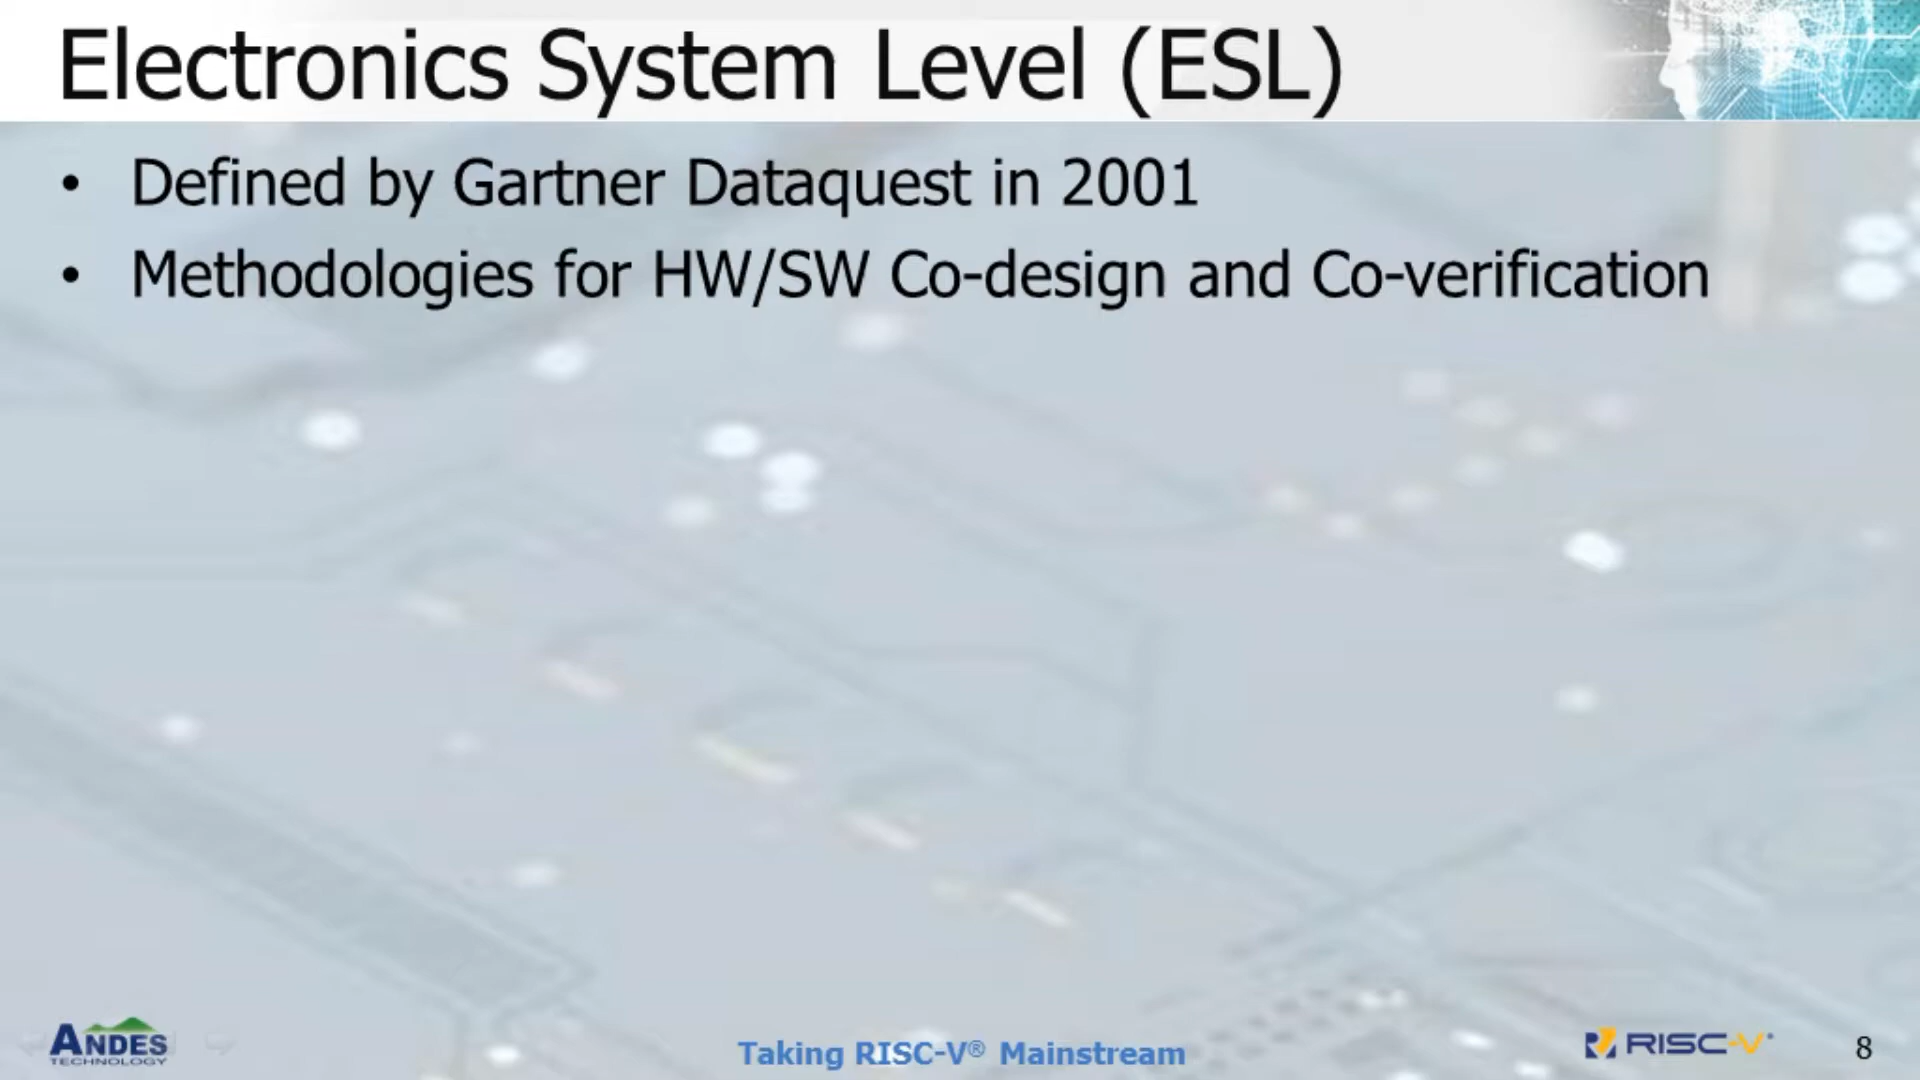 Electronics System Level (ESL)
• Defined by Gartner Dataquest in 2001
• Methodologies for HW/SW Co-design and Co-verification
ANDES
TECHNOLOGY
Taking RISC-V® Mainstream
RISC-V
8